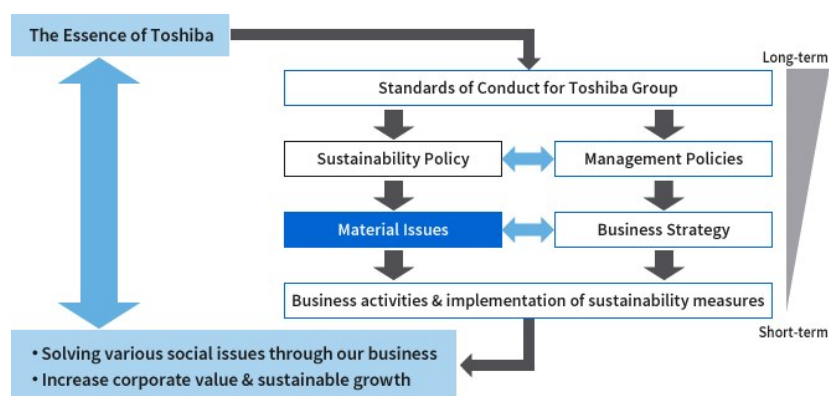 The Essence of Toshiba
Long-term
Standards of Conduct for Toshiba Group
Sustainability Policy
Management Policies
Material Issues
Business Strategy
Business activities & implementation of sustainability measures
Short-term
• Solving various social issues through our business
• Increase corporate value & sustainable growth